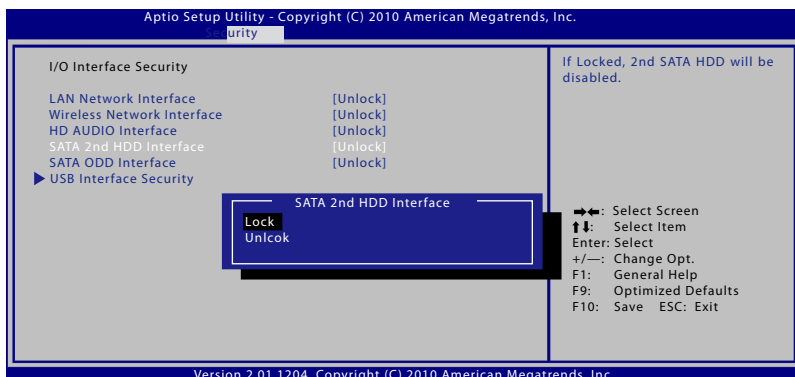 Aptio Setup Utility - Copyright (C) 2010 American Megatrends, Inc.
Security
I/O Interface Security
LAN Network Interface [Unlock]
Wireless Network Interface [Unlock]
HD AUDIO Interface [Unlock]
SATA 2nd HDD Interface [Unlock]
SATA ODD Interface [Unlock]
USB Interface Security
SATA 2nd HDD Interface
Lock
Unlcok
If Locked, 2nd SATA HDD will be
disabled.
→←: Select Screen
↑↓: Select Item
Enter: Select
+/—: Change Opt.
F1: General Help
F9: Optimized Defaults
F10: Save ESC: Exit
Version 2.01.1204. Copyright (C) 2010 American Megatrends, Inc.